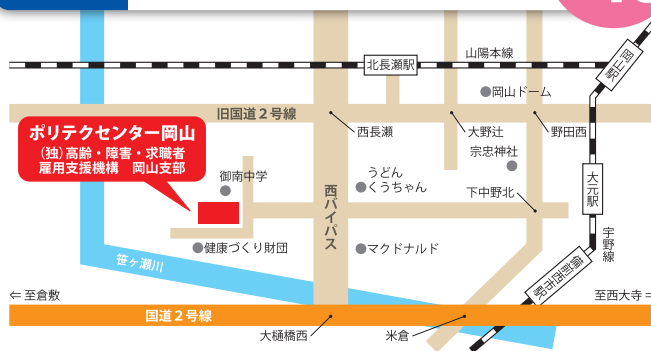 山陽本線
北長瀬駅
岡山駅
岡山ドーム
旧国道2号線
西長瀬
大野辻
野田西
ポリテクセンター岡山
(独)高齢・障害・求職者
雇用支援機構 岡山支部
宗忠神社
御南中学
うどん
くうちゃん
下中野北
大元駅
西バイパス
宇野線
健康づくり財団
マクドナルド
笹ヶ瀬川
備前西市駅
←至倉敷
至西大寺⇒
国道2号線
大樋橋西
米倉